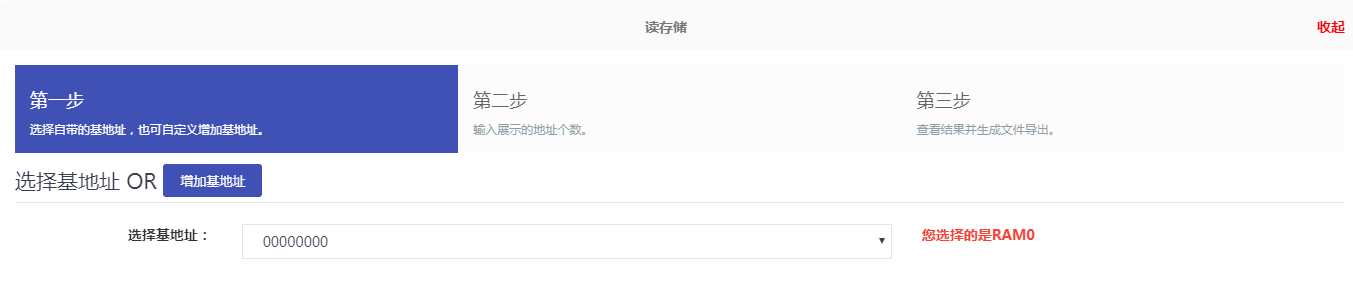 读存储 收起
第一步 第二步 第三步
选择自带的基地址，也可自定义增加基地址。 输入展示的地址个数。 查看结果并生成文件导出。
选择基地址 OR 增加基地址
选择基地址： 00000000 您选择的是RAM0